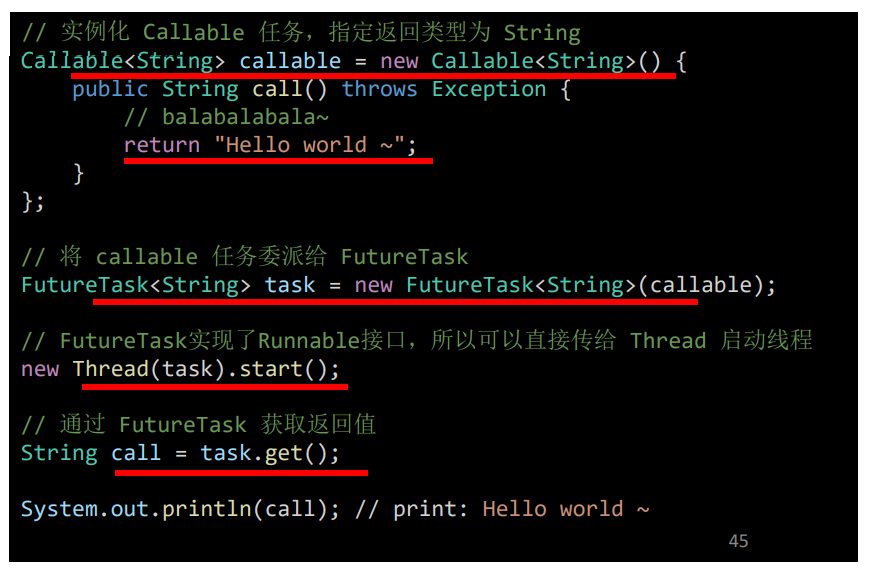 // 实例化 Callable 任务，指定返回类型为 String
Callable<String> callable = new Callable<String>() {
    public String call() throws Exception {
        // balabalabala~
        return "Hello world ~";
    }
};
// 将 callable 任务委派给 FutureTask
FutureTask<String> task = new FutureTask<String>(callable);
// FutureTask实现了Runnable接口，所以可以直接传给 Thread 启动线程
new Thread(task).start();
// 通过 FutureTask 获取返回值
String call = task.get();
System.out.println(call); // print: Hello world ~
45